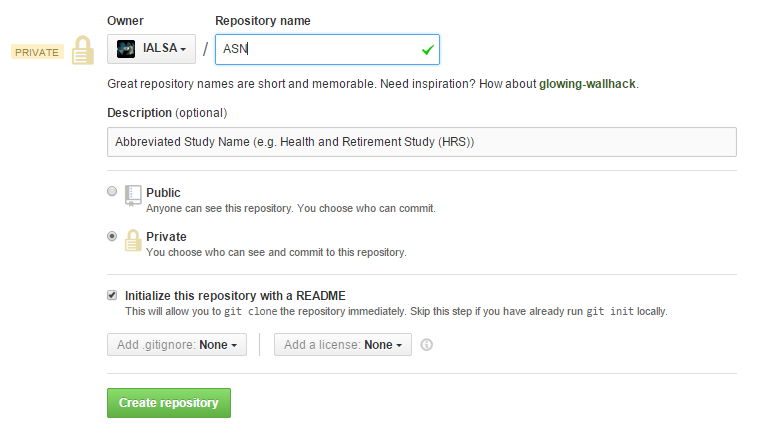 Owner Repository name
PRIVATE IALSA / ASN
Great repository names are short and memorable. Need inspiration? How about glowing-wallhack.
Description (optional)
Abbreviated Study Name (e.g. Health and Retirement Study (HRS))
Public
Anyone can see this repository. You choose who can commit.
Private
You choose who can see and commit to this repository.
Initialize this repository with a README
This will allow you to git clone the repository immediately. Skip this step if you have already run git init locally.
Add .gitignore: None Add a license: None
Create repository